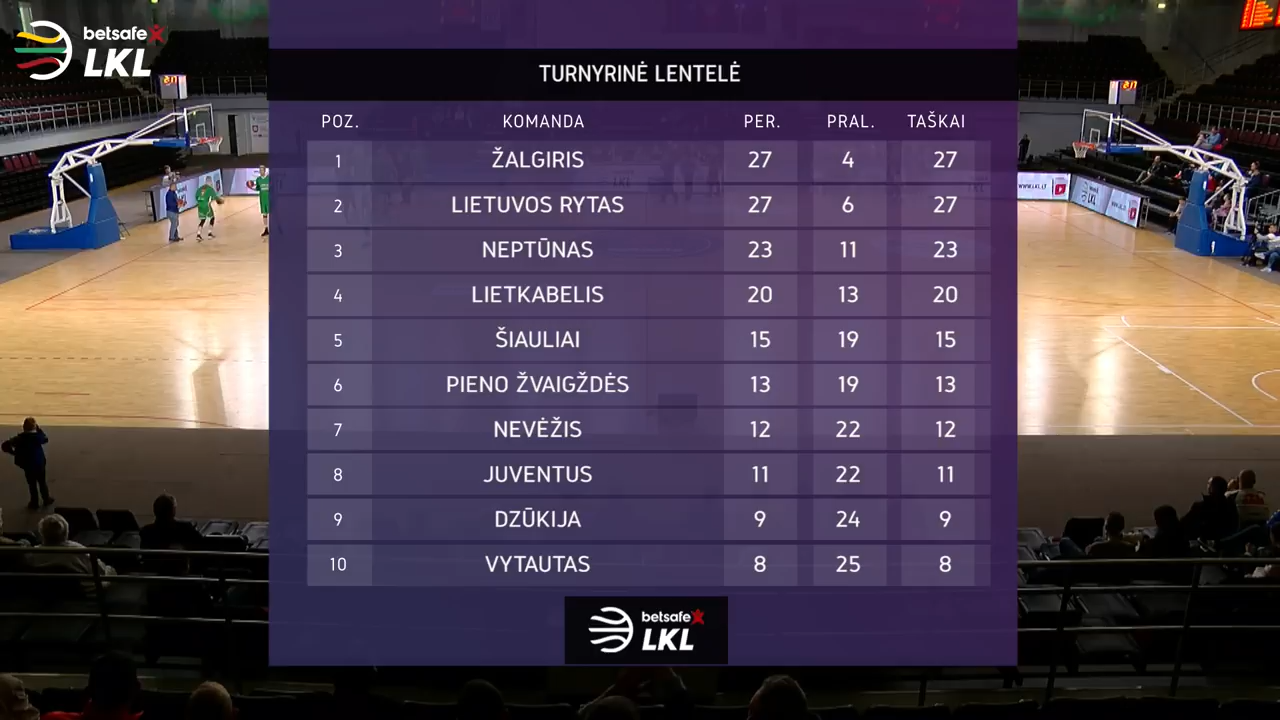 betsafe
LKL
TURNYRINĖ LENTELĖ
POZ. KOMANDA PER. PRAL. TAŠKAI
1 ŽALGIRIS 27 4 27
2 LIETUVOS RYTAS 27 6 27
3 NEPTŪNAS 23 11 23
4 LIETKABELIS 20 13 20
5 ŠIAULIAI 15 19 15
6 PIENO ŽVAIGŽDĖS 13 19 13
7 NEVĖŽIS 12 22 12
8 JUVENTUS 11 22 11
9 DZŪKIJA 9 24 9
10 VYTAUTAS 8 25 8
betsafe
LKL
WWW.LKL.LT